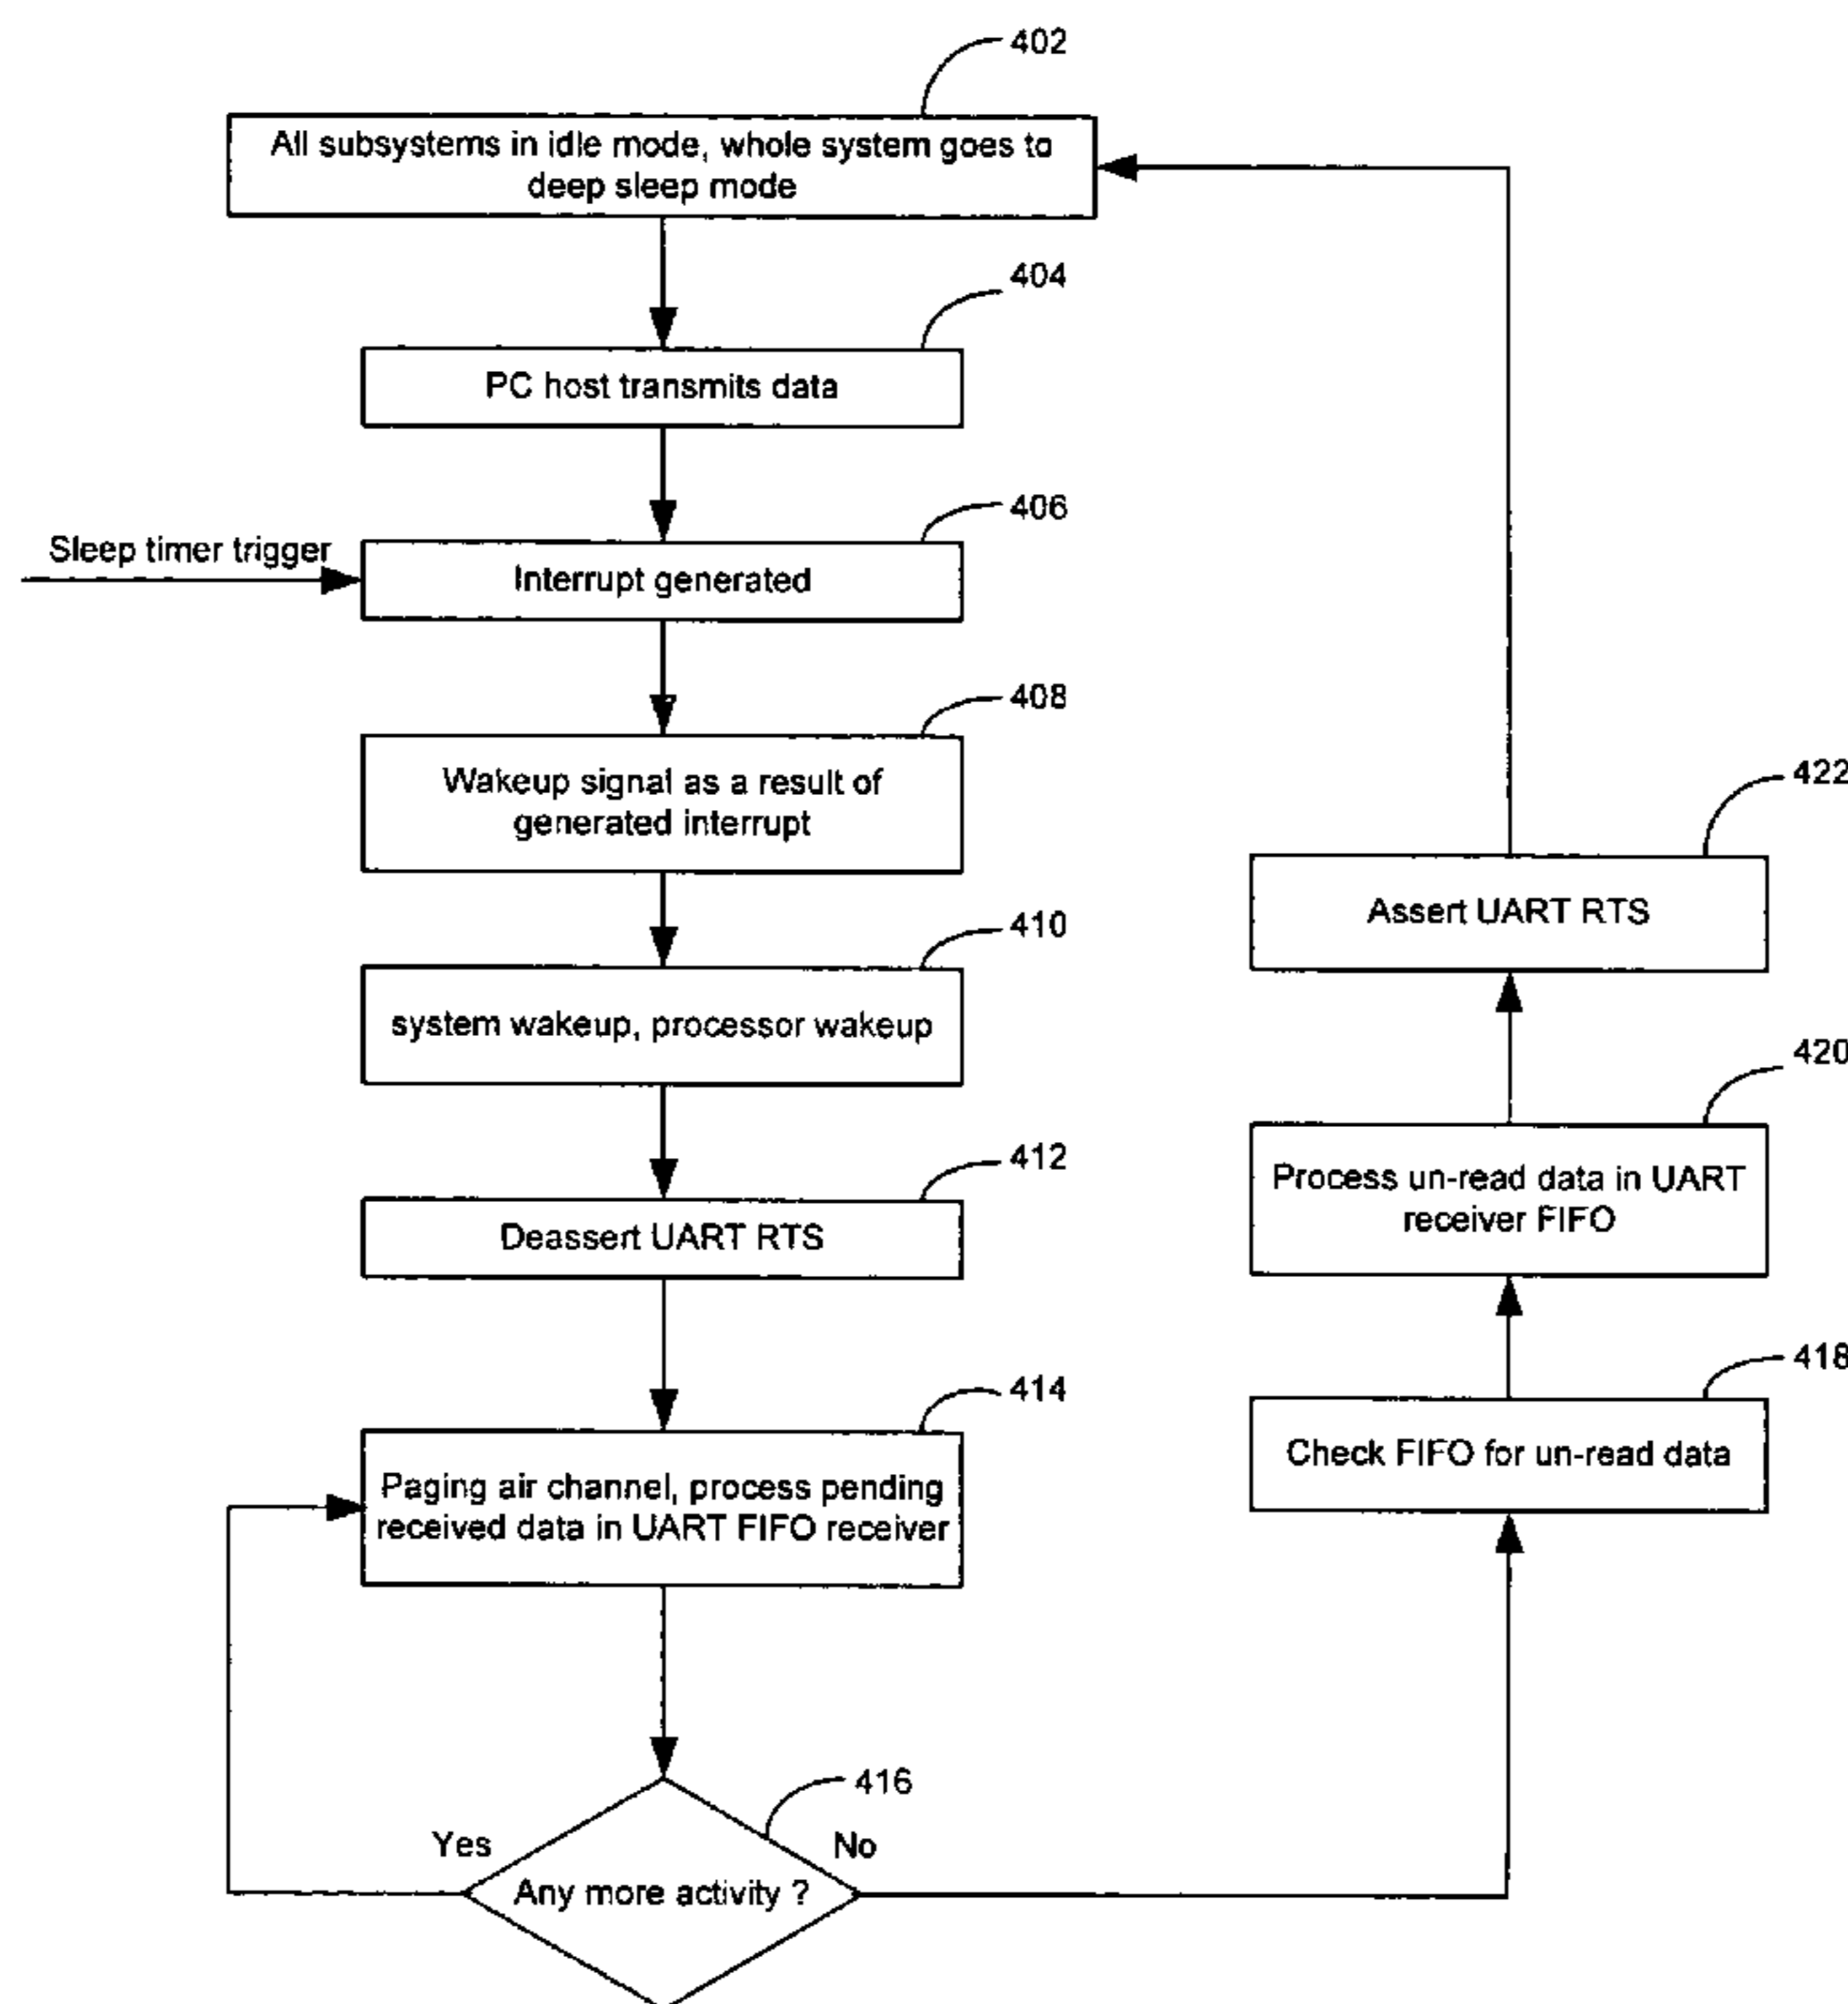 402
All subsystems in idle mode, whole system goes to
deep sleep mode
404
PC host transmits data
406
Sleep timer trigger
Interrupt generated
408
Wakeup signal as a result of
generated interrupt
410
system wakeup, processor wakeup
412
Deassert UART RTS
414
Paging air channel, process pending
received data in UART FIFO receiver
416
Yes
No
Any more activity ?
418
Check FIFO for un-read data
420
Process un-read data in UART
receiver FIFO
422
Assert UART RTS